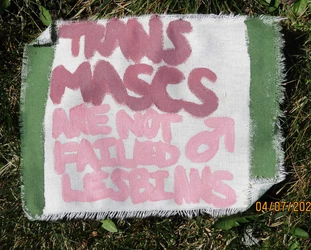 TRANS
MASCS
ARE NOT
FAILED ♂
LESBIANS
04/07/202